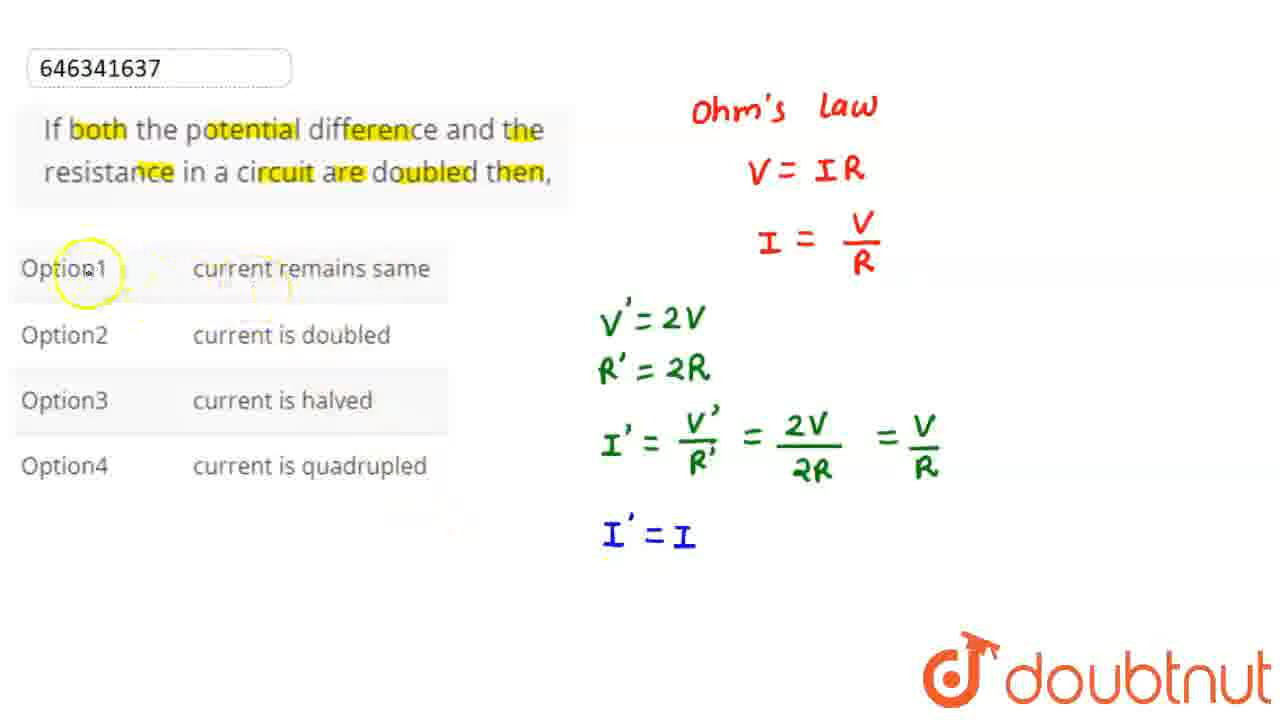 646341637
If both the potential difference and the
resistance in a circuit are doubled then,
Option1 current remains same
Option2 current is doubled
Option3 current is halved
Option4 current is quadrupled
Ohm's Law
V = IR
I = V/R
V' = 2V
R' = 2R
I' = V'/R' = 2V/2R = V/R
I' = I
doubtnut